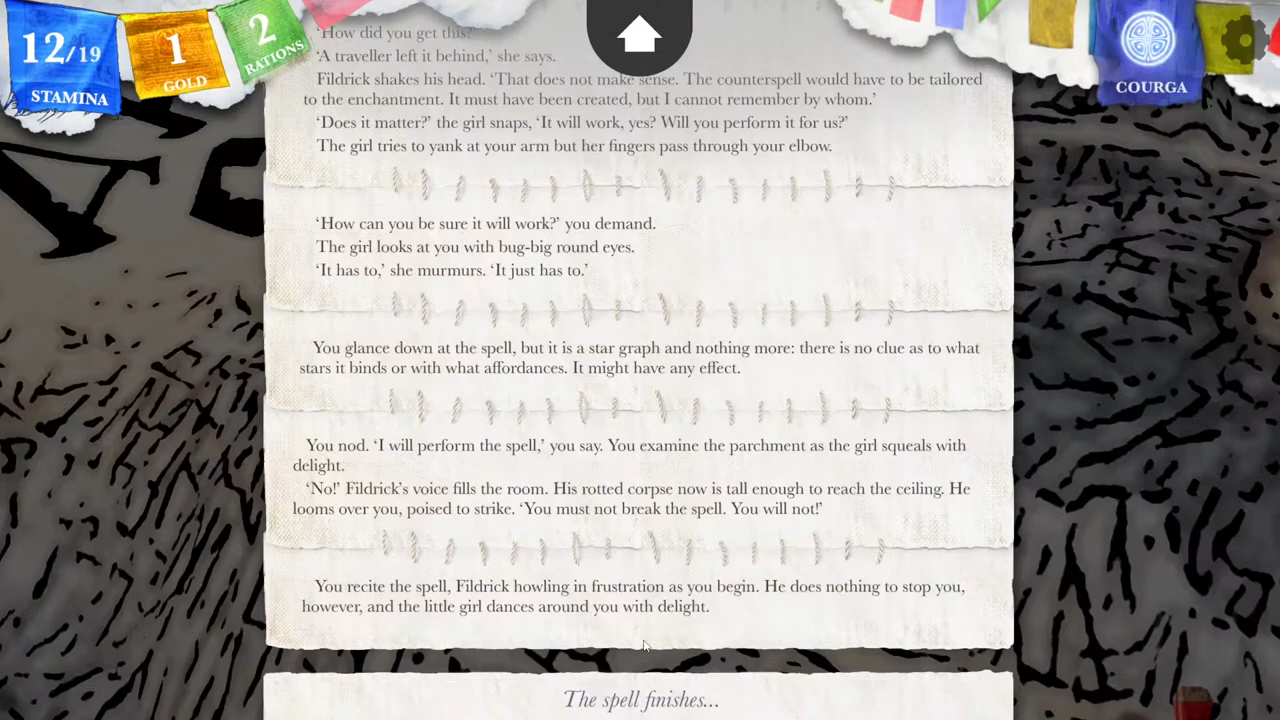 12/19
STAMINA
1
GOLD
2
RATIONS
COURGA
‘How did you get this?’
‘A traveller left it behind,’ she says.
Fildrick shakes his head. ‘That does not make sense. The counterspell would have to be tailored
to the enchantment. It must have been created, but I cannot remember by whom.’
‘Does it matter?’ the girl snaps, ‘It will work, yes? Will you perform it for us?’
The girl tries to yank at your arm but her fingers pass through your elbow.
‘How can you be sure it will work?’ you demand.
The girl looks at you with bug-big round eyes.
‘It has to,’ she murmurs. ‘It just has to.’
You glance down at the spell, but it is a star graph and nothing more: there is no clue as to what
stars it binds or with what affordances. It might have any effect.
You nod. ‘I will perform the spell,’ you say. You examine the parchment as the girl squeals with
delight.
‘No!’ Fildrick’s voice fills the room. His rotted corpse now is tall enough to reach the ceiling. He
looms over you, poised to strike. ‘You must not break the spell. You will not!’
You recite the spell, Fildrick howling in frustration as you begin. He does nothing to stop you,
however, and the little girl dances around you with delight.
The spell finishes...